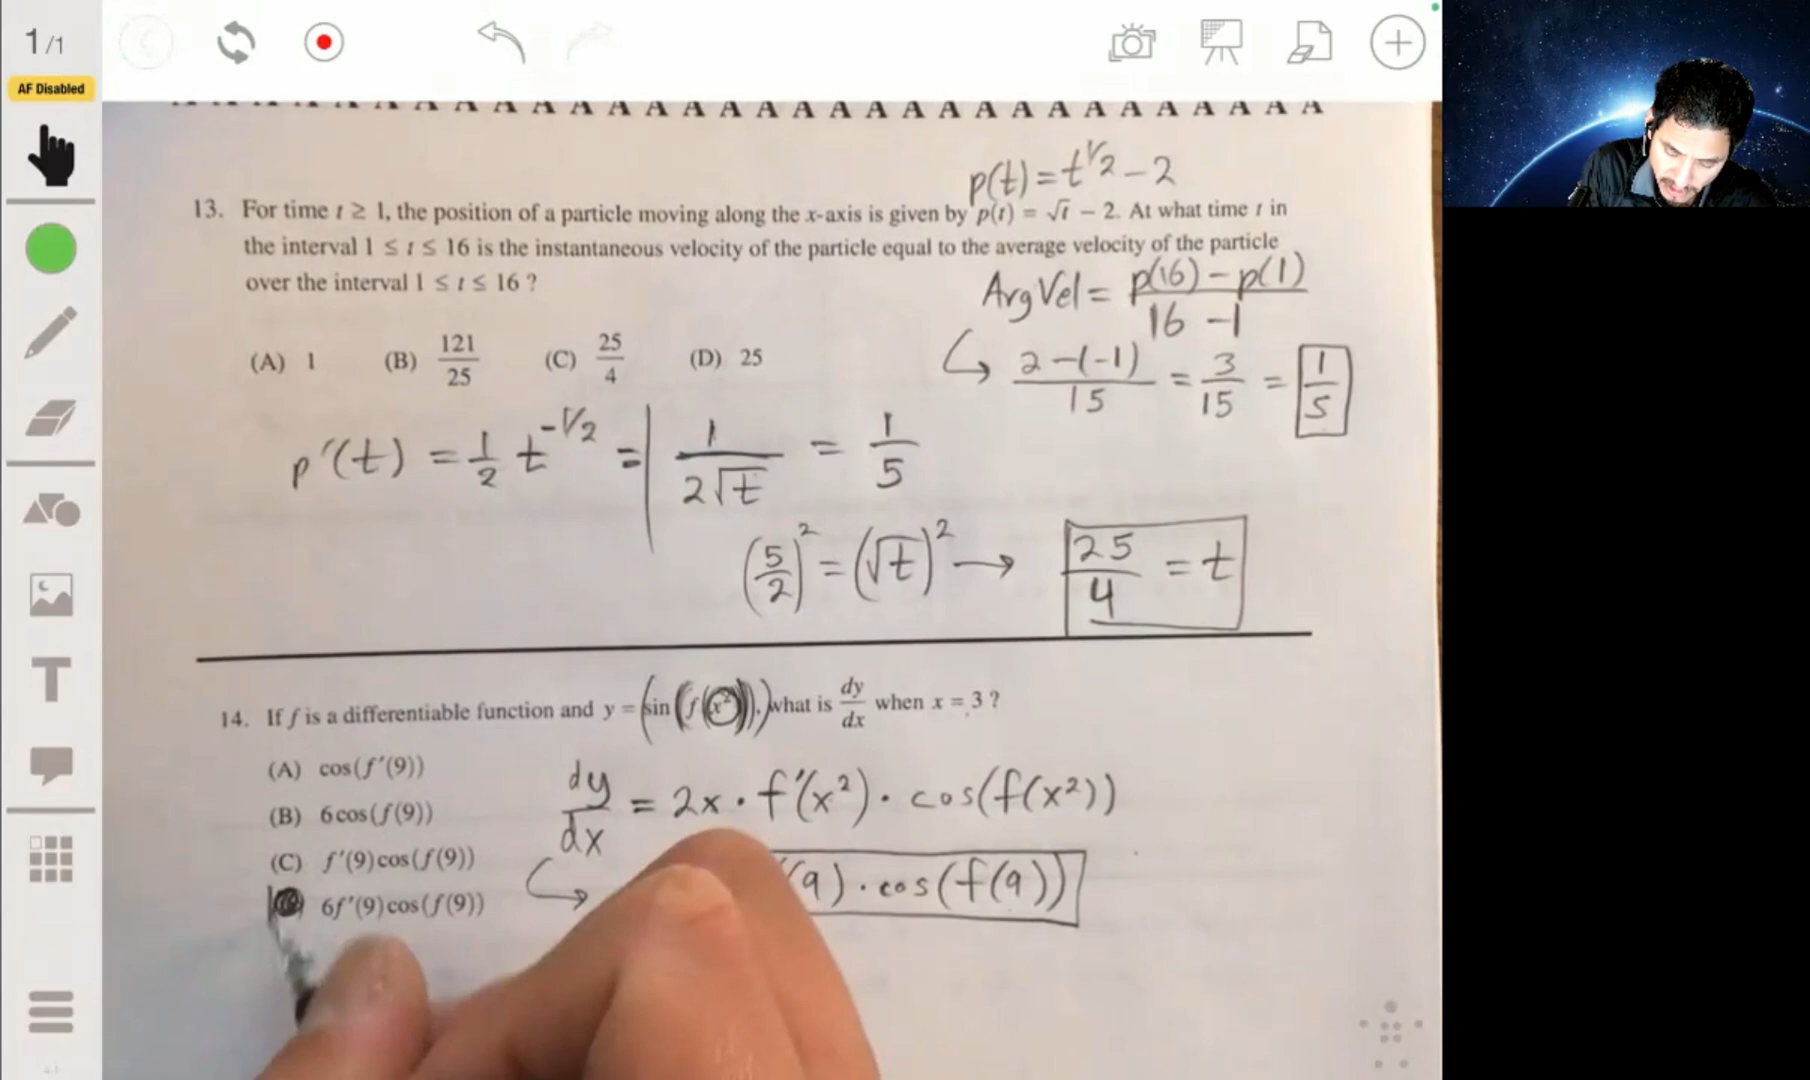 1/1
AF Disabled
A A A A A A A A A A A A A A A A A A A A A A A A A A A A
p(t) = t^1/2 - 2
13. For time t ≥ 1, the position of a particle moving along the x-axis is given by p(t) = √t - 2. At what time t in
the interval 1 ≤ t ≤ 16 is the instantaneous velocity of the particle equal to the average velocity of the particle
over the interval 1 ≤ t ≤ 16 ?
ArgVel = p(16) - p(1) / 16 - 1
(A) 1 (B) 121/25 (C) 25/4 (D) 25
2-(-1)/15 = 3/15 = 1/5
p'(t) = 1/2 t^-1/2 = 1/2√t = 1/5
(5/2)² = (√t)² → 25/4 = t
14. If f is a differentiable function and y = (sin(f(x²))), what is dy/dx when x = 3 ?
(A) cos(f'(9))
(B) 6cos(f(9))
(C) f'(9)cos(f(9))
6f'(9)cos(f(9))
dy/dx = 2x · f'(x²) · cos(f(x²))
(9) · cos(f(9))
T